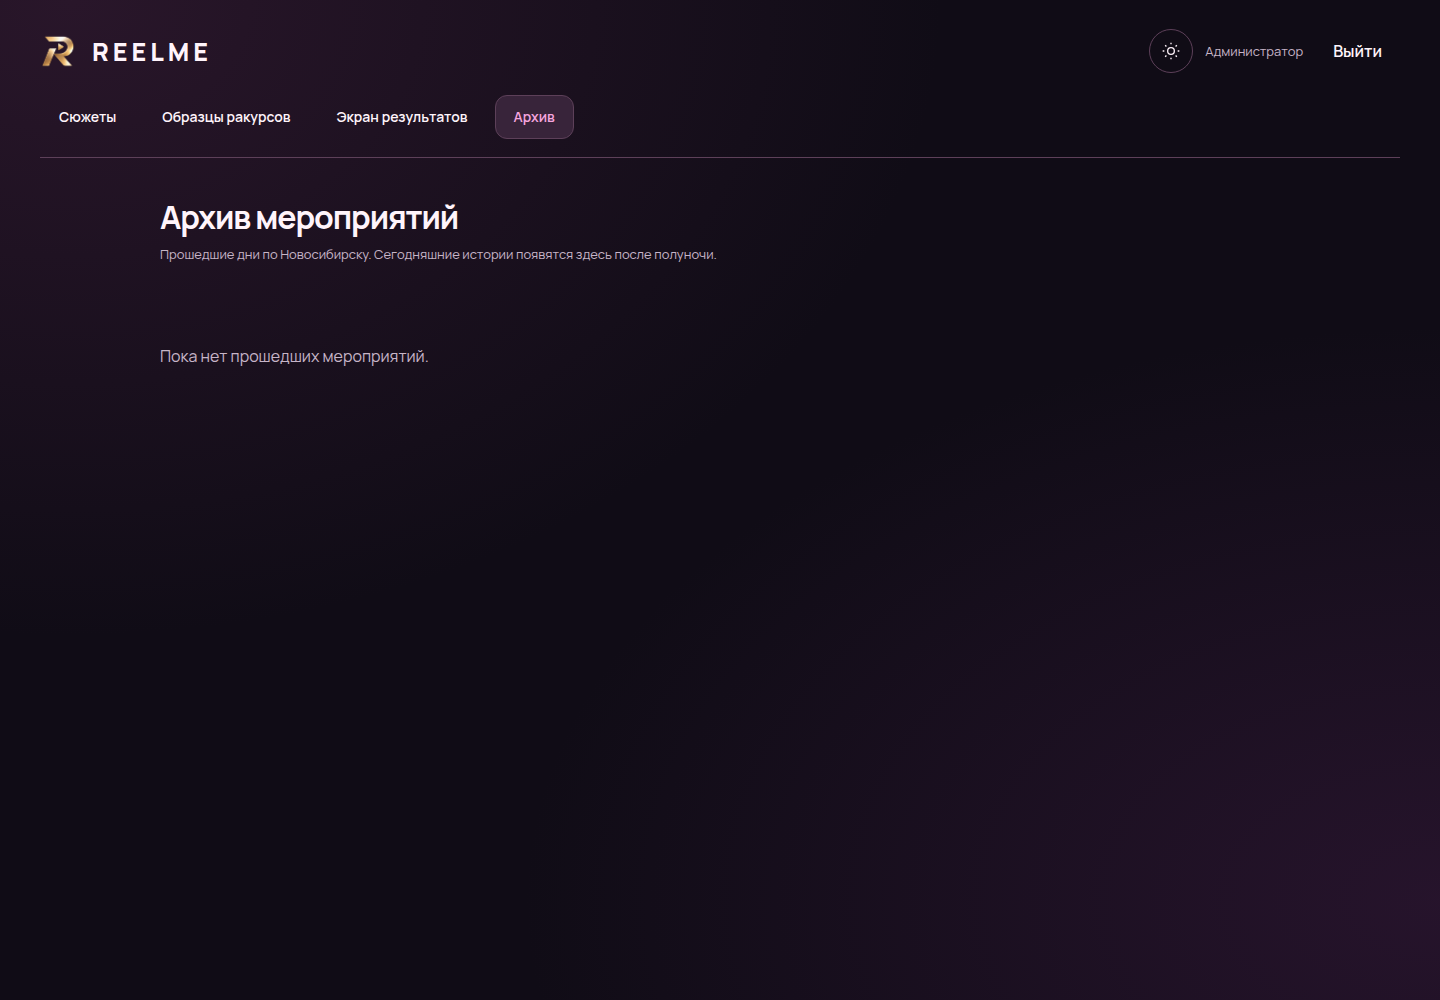 REELME
Администратор
Выйти
Сюжеты
Образцы ракурсов
Экран результатов
Архив
Архив мероприятий
Прошедшие дни по Новосибирску. Сегодняшние истории появятся здесь после полуночи.
Пока нет прошедших мероприятий.